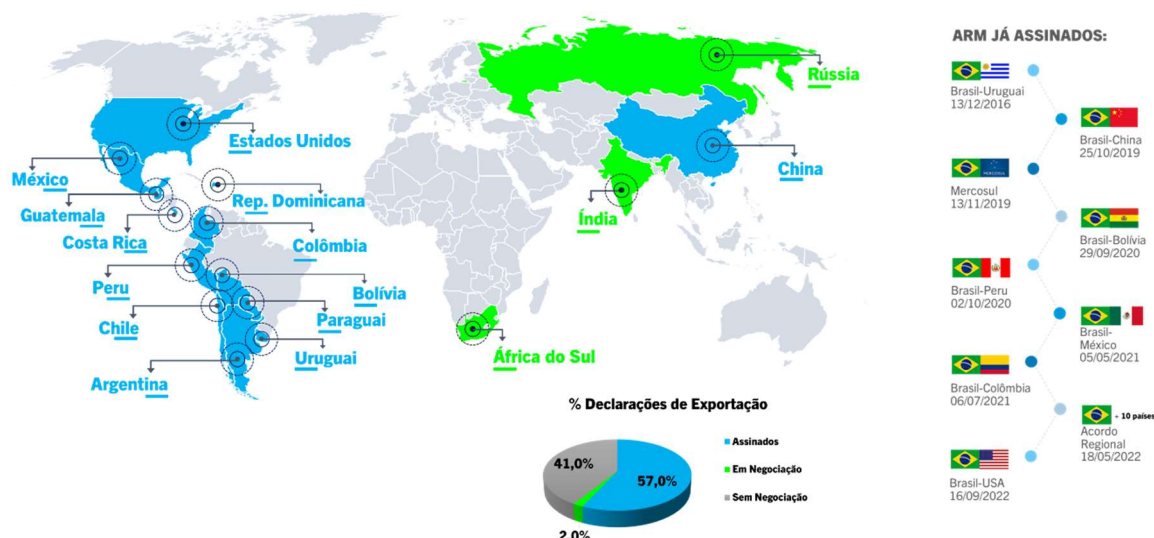 Rússia
Estados Unidos
China
México
Rep. Dominicana
Guatemala
Índia
Costa Rica
Colômbia
Peru
Bolívia
Chile
Paraguai
Uruguai
África do Sul
Argentina
% Declarações de Exportação
41,0%
57,0%
2,0%
Assinados
Em Negociação
Sem Negociação
ARM JÁ ASSINADOS:
Brasil-Uruguai
13/12/2016
Brasil-China
25/10/2019
MERCOSUL
Mercosul
13/11/2019
Brasil-Bolívia
29/09/2020
Brasil-Peru
02/10/2020
Brasil-
México
05/05/2021
Brasil-Colômbia
06/07/2021
+ 10 países
Acordo
Regional
18/05/2022
Brasil-USA
16/09/2022